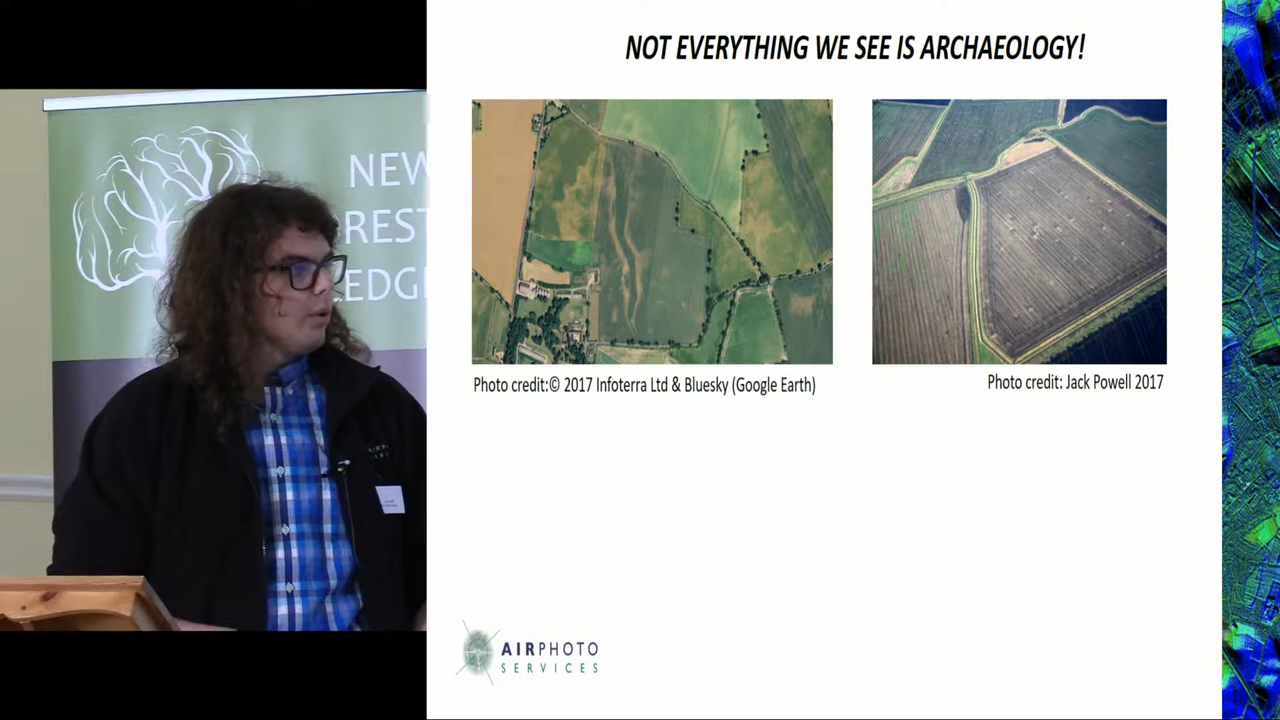 NOT EVERYTHING WE SEE IS ARCHAEOLOGY!
NEW
REST
EDGE
Photo credit:© 2017 Infoterra Ltd & Bluesky (Google Earth)
Photo credit: Jack Powell 2017
AIRPHOTO
SERVICES